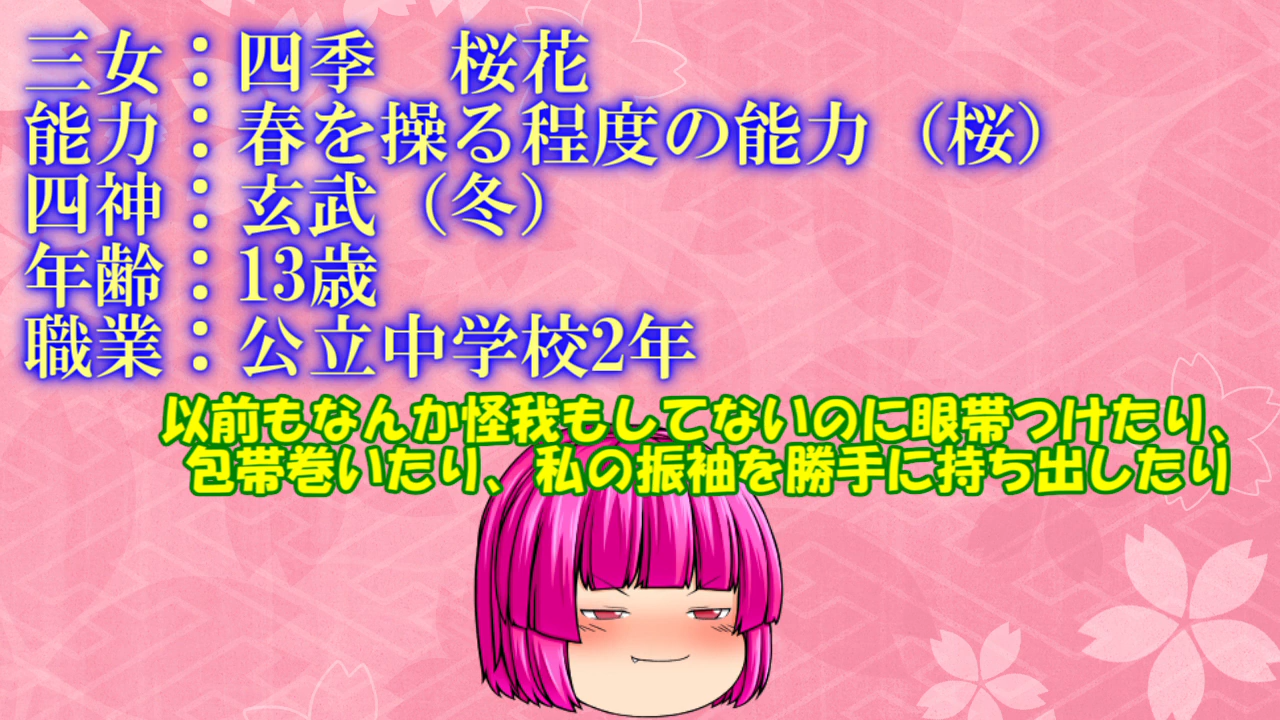 三女：四季　桜花
能力：春を操る程度の能力（桜）
四神：玄武（冬）
年齢：13歳
職業：公立中学校2年
以前もなんか怪我もしてないのに眼帯つけたり、
包帯巻いたり、私の振袖を勝手に持ち出したり